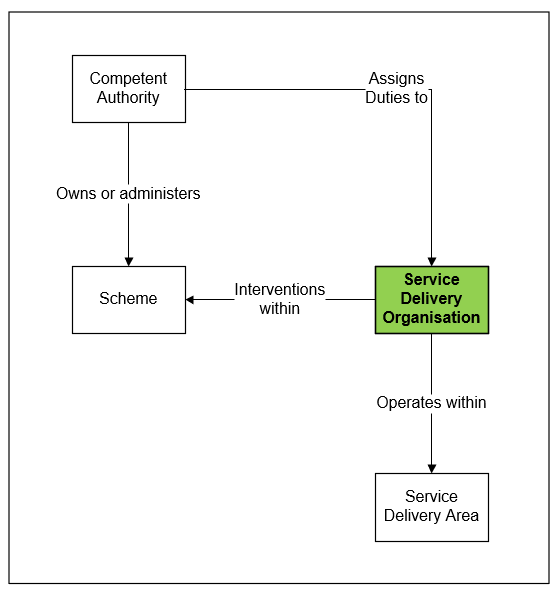 Competent
Authority
Assigns
Duties to
Owns or administers
Scheme
Interventions
within
Service
Delivery
Organisation
Operates within
Service
Delivery Area